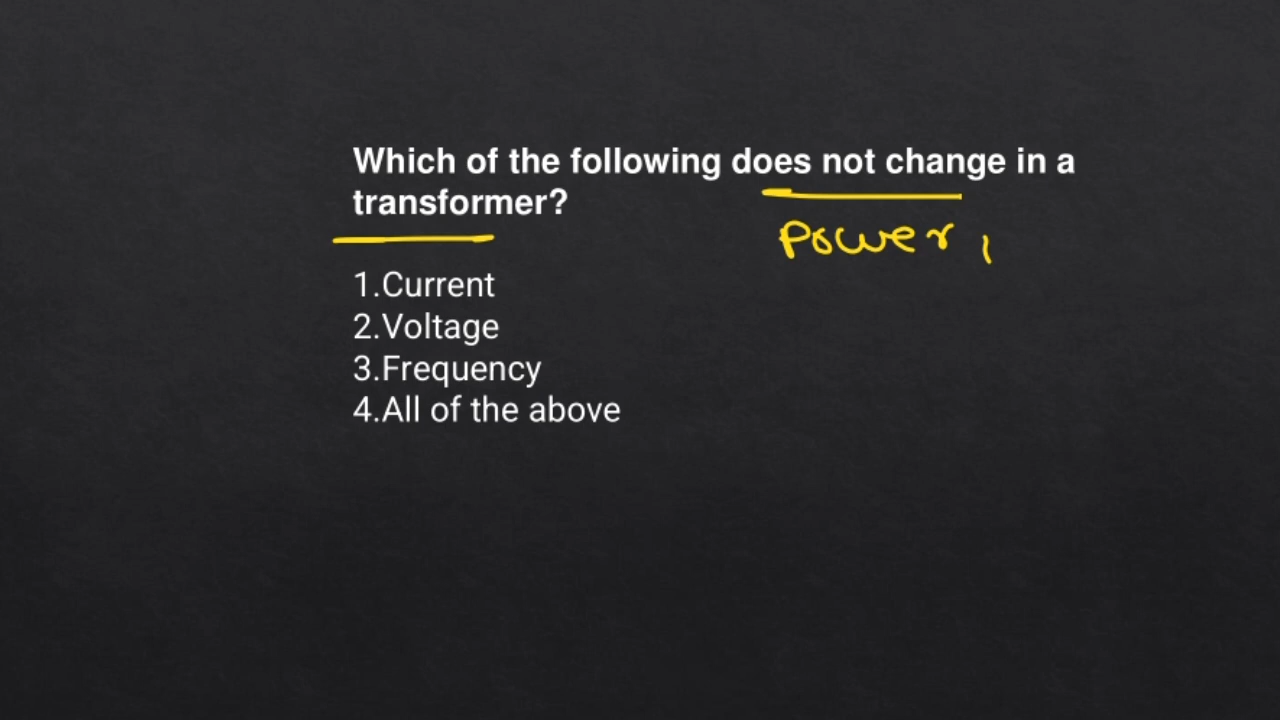 Which of the following does not change in a
transformer?
power,
1.Current
2.Voltage
3.Frequency
4.All of the above